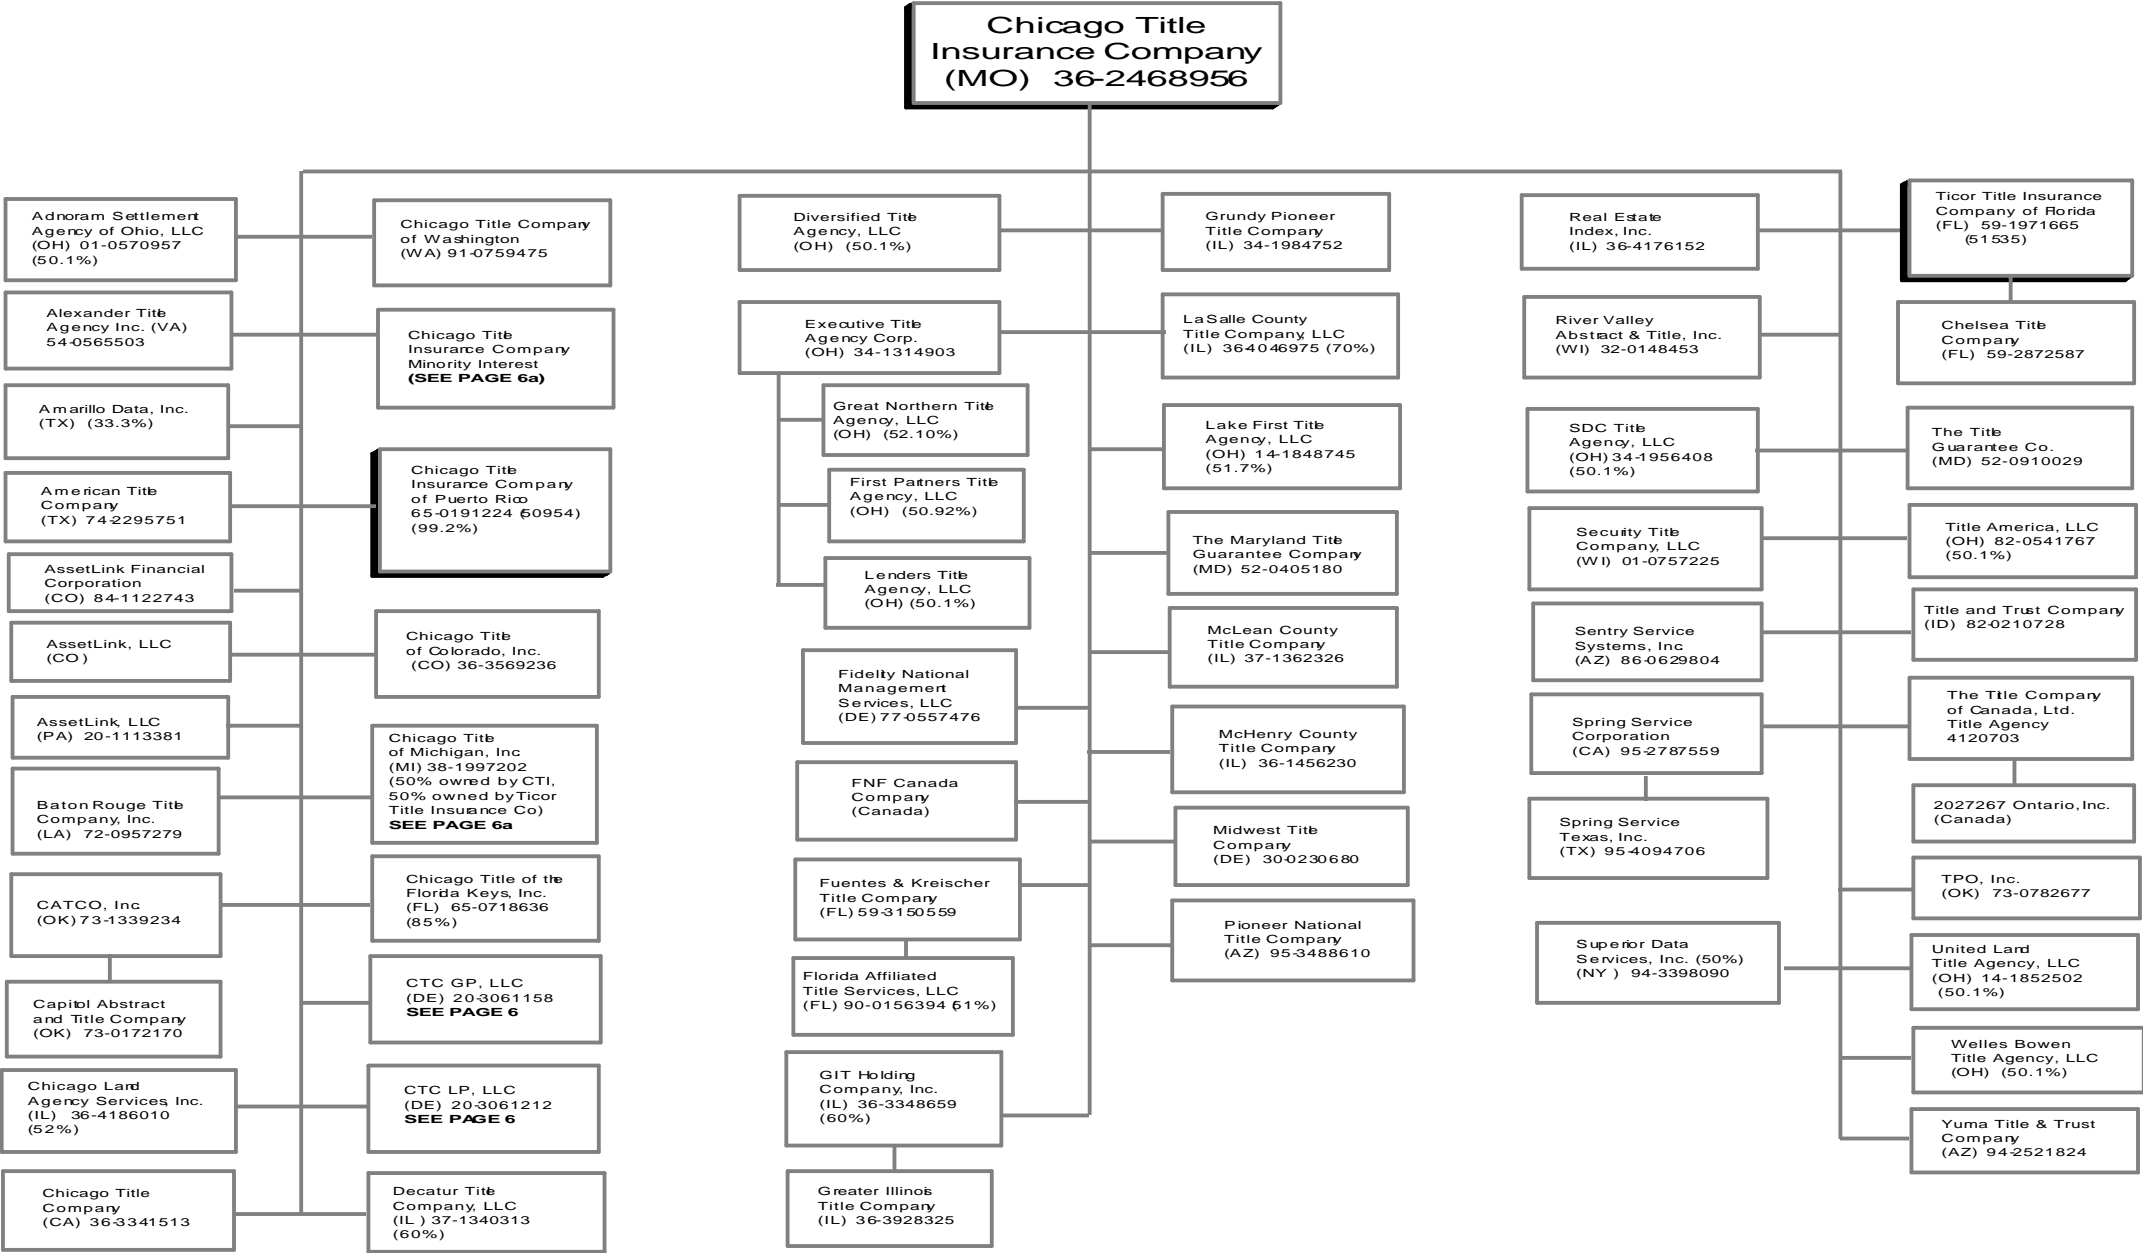 Chicago Title
Insurance Company
(MO) 36-2468956
Adnoram Settlement
Agency of Ohio, LLC
(OH) 01-0570957
(50.1%)
Alexander Title
Agency Inc. (VA)
54-0565503
Amarillo Data, Inc.
(TX) (33.3%)
American Title
Company
(TX) 74-2295751
AssetLink Financial
Corporation
(CO) 84-1122743
AssetLink, LLC
(CO)
AssetLink, LLC
(PA) 20-1113381
Baton Rouge Title
Company, Inc.
(LA) 72-0957279
CATCO, Inc.
(OK) 73-1339234
Capitol Abstract
and Title Company
(OK) 73-0172170
Chicago Land
Agency Services, Inc.
(IL) 36-4186010
(52%)
Chicago Title
Company
(CA) 36-3341513
Chicago Title Company
of Washington
(WA) 91-0759475
Chicago Title
Insurance Company
Minority Interest
(SEE PAGE 6a)
Chicago Title
Insurance Company
of Puerto Rico
65-0191224 (50954)
(99.2%)
Chicago Title
of Colorado, Inc.
(CO) 36-3569236
Chicago Title
of Michigan, Inc
(MI) 38-1997202
(50% owned by CTI,
50% owned by Ticor
Title Insurance Co)
SEE PAGE 6a
Chicago Title of the
Florida Keys, Inc.
(FL) 65-0718636
(85%)
CTC GP, LLC
(DE) 20-3061158
SEE PAGE 6
CTC LP, LLC
(DE) 20-3061212
SEE PAGE 6
Decatur Title
Company, LLC
(IL ) 37-1340313
(60%)
Diversified Title
Agency, LLC
(OH) (50.1%)
Executive Title
Agency Corp.
(OH) 34-1314903
Great Northern Title
Agency, LLC
(OH) (52.10%)
First Partners Title
Agency, LLC
(OH) (50.92%)
Lenders Title
Agency, LLC
(OH) (50.1%)
Fidelity National
Management
Services, LLC
(DE) 77-0557476
FNF Canada
Company
(Canada)
Fuentes & Kreischer
Title Company
(FL) 59-3150559
Florida Affiliated
Title Services, LLC
(FL) 90-0156394 (51%)
GIT Holding
Company, Inc.
(IL) 36-3348659
(60%)
Greater Illinois
Title Company
(IL) 36-3928325
Grundy Pioneer
Title Company
(IL) 34-1984752
LaSalle County
Title Company, LLC
(IL) 36-4046975 (70%)
Lake First Title
Agency, LLC
(OH) 14-1848745
(51.7%)
The Maryland Title
Guarantee Company
(MD) 52-0405180
McLean County
Title Company
(IL) 37-1362326
McHenry County
Title Company
(IL) 36-1456230
Midwest Title
Company
(DE) 30-0230680
Pioneer National
Title Company
(AZ) 95-3488610
Real Estate
Index, Inc.
(IL) 36-4176152
River Valley
Abstract & Title, Inc.
(WI) 32-0148453
SDC Title
Agency, LLC
(OH) 34-1956408
(50.1%)
Security Title
Company, LLC
(WI) 01-0757225
Sentry Service
Systems, Inc
(AZ) 86-0629804
Spring Service
Corporation
(CA) 95-2787559
Spring Service
Texas, Inc.
(TX) 95-4094706
Superior Data
Services, Inc. (50%)
(NY ) 94-3398090
Ticor Title Insurance
Company of Florida
(FL) 59-1971665
(51535)
Chelsea Title
Company
(FL) 59-2872587
The Title
Guarantee Co.
(MD) 52-0910029
Title America, LLC
(OH) 82-0541767
(50.1%)
Title and Trust Company
(ID) 82-0210728
The Title Company
of Canada, Ltd.
Title Agency
4120703
2027267 Ontario, Inc.
(Canada)
TPO, Inc.
(OK) 73-0782677
United Land
Title Agency, LLC
(OH) 14-1852502
(50.1%)
Welles Bowen
Title Agency, LLC
(OH) (50.1%)
Yuma Title & Trust
Company
(AZ) 94-2521824